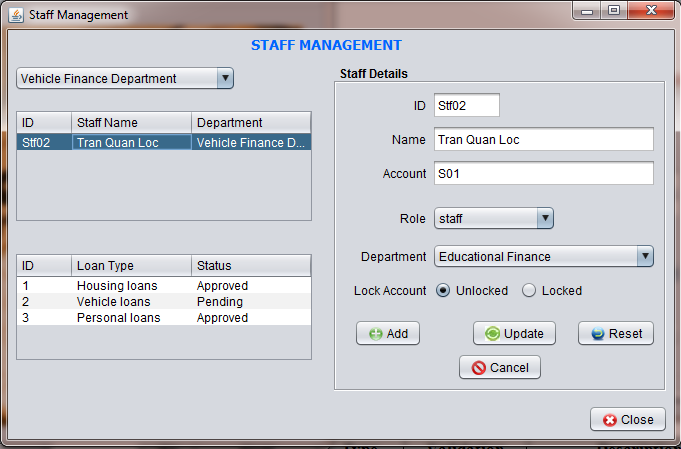 Staff Management
STAFF MANAGEMENT
Vehicle Finance Department
ID Staff Name Department
Stf02 Tran Quan Loc Vehicle Finance D...
ID Loan Type Status
1 Housing loans Approved
2 Vehicle loans Pending
3 Personal loans Approved
Staff Details
ID Stf02
Name Tran Quan Loc
Account S01
Role staff
Department Educational Finance
Lock Account Unlocked Locked
Add Update Reset
Cancel
Close